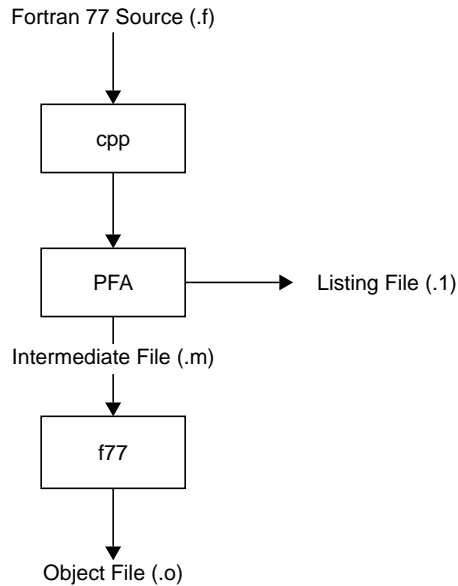 Fortran 77 Source (.f)
cpp
PFA
Listing File (.1)
Intermediate File (.m)
f77
Object File (.o)